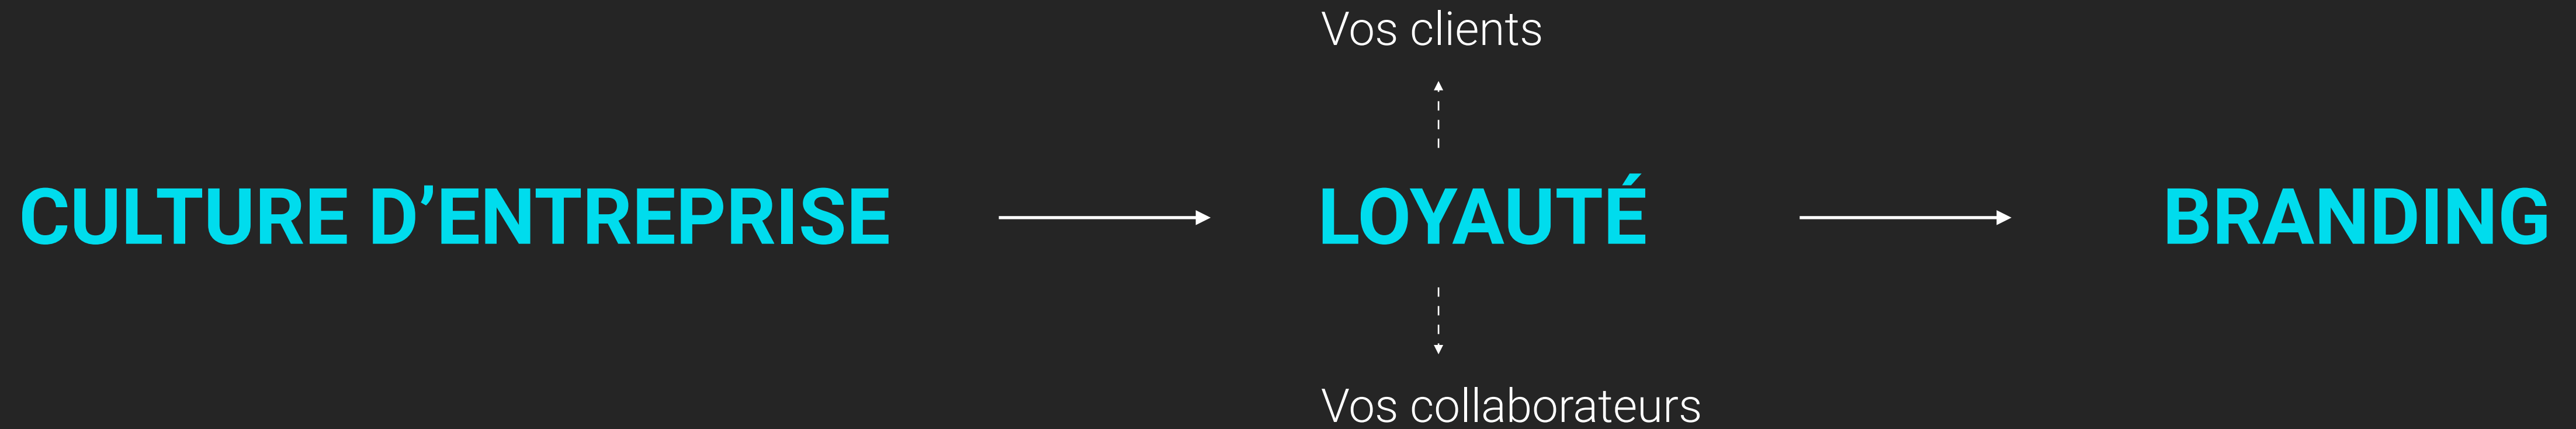 Vos clients
CULTURE D’ENTREPRISE
LOYAUTÉ
BRANDING
Vos collaborateurs